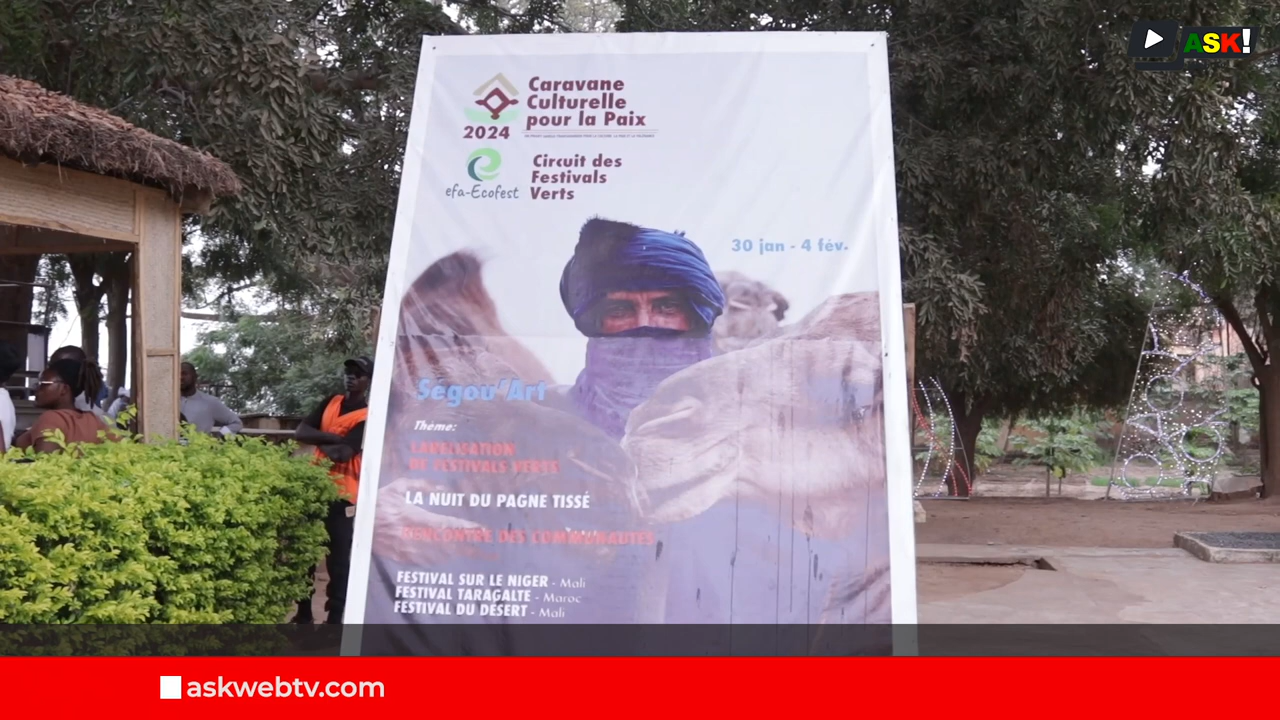 ASK!
Caravane
Culturelle
pour la Paix
2024
efa-Ecofest
Circuit des
Festivals
Verts
30 jan - 4 fév.
Segou'Art
Thème:
LABELISATION
DE FESTIVALS VERTS
LA NUIT DU PAGNE TISSÉ
RENCONTRE DES COMMUNAUTÉS
FESTIVAL SUR LE NIGER - Mali
FESTIVAL TARAGALTE - Maroc
FESTIVAL DU DÉSERT - Mali
askwebtv.com